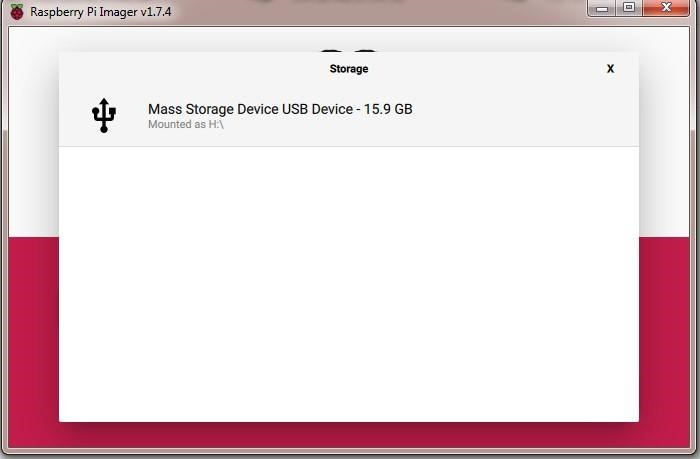 Raspberry Pi Imager v1.7.4
Storage
X
Mass Storage Device USB Device - 15.9 GB
Mounted as H:\